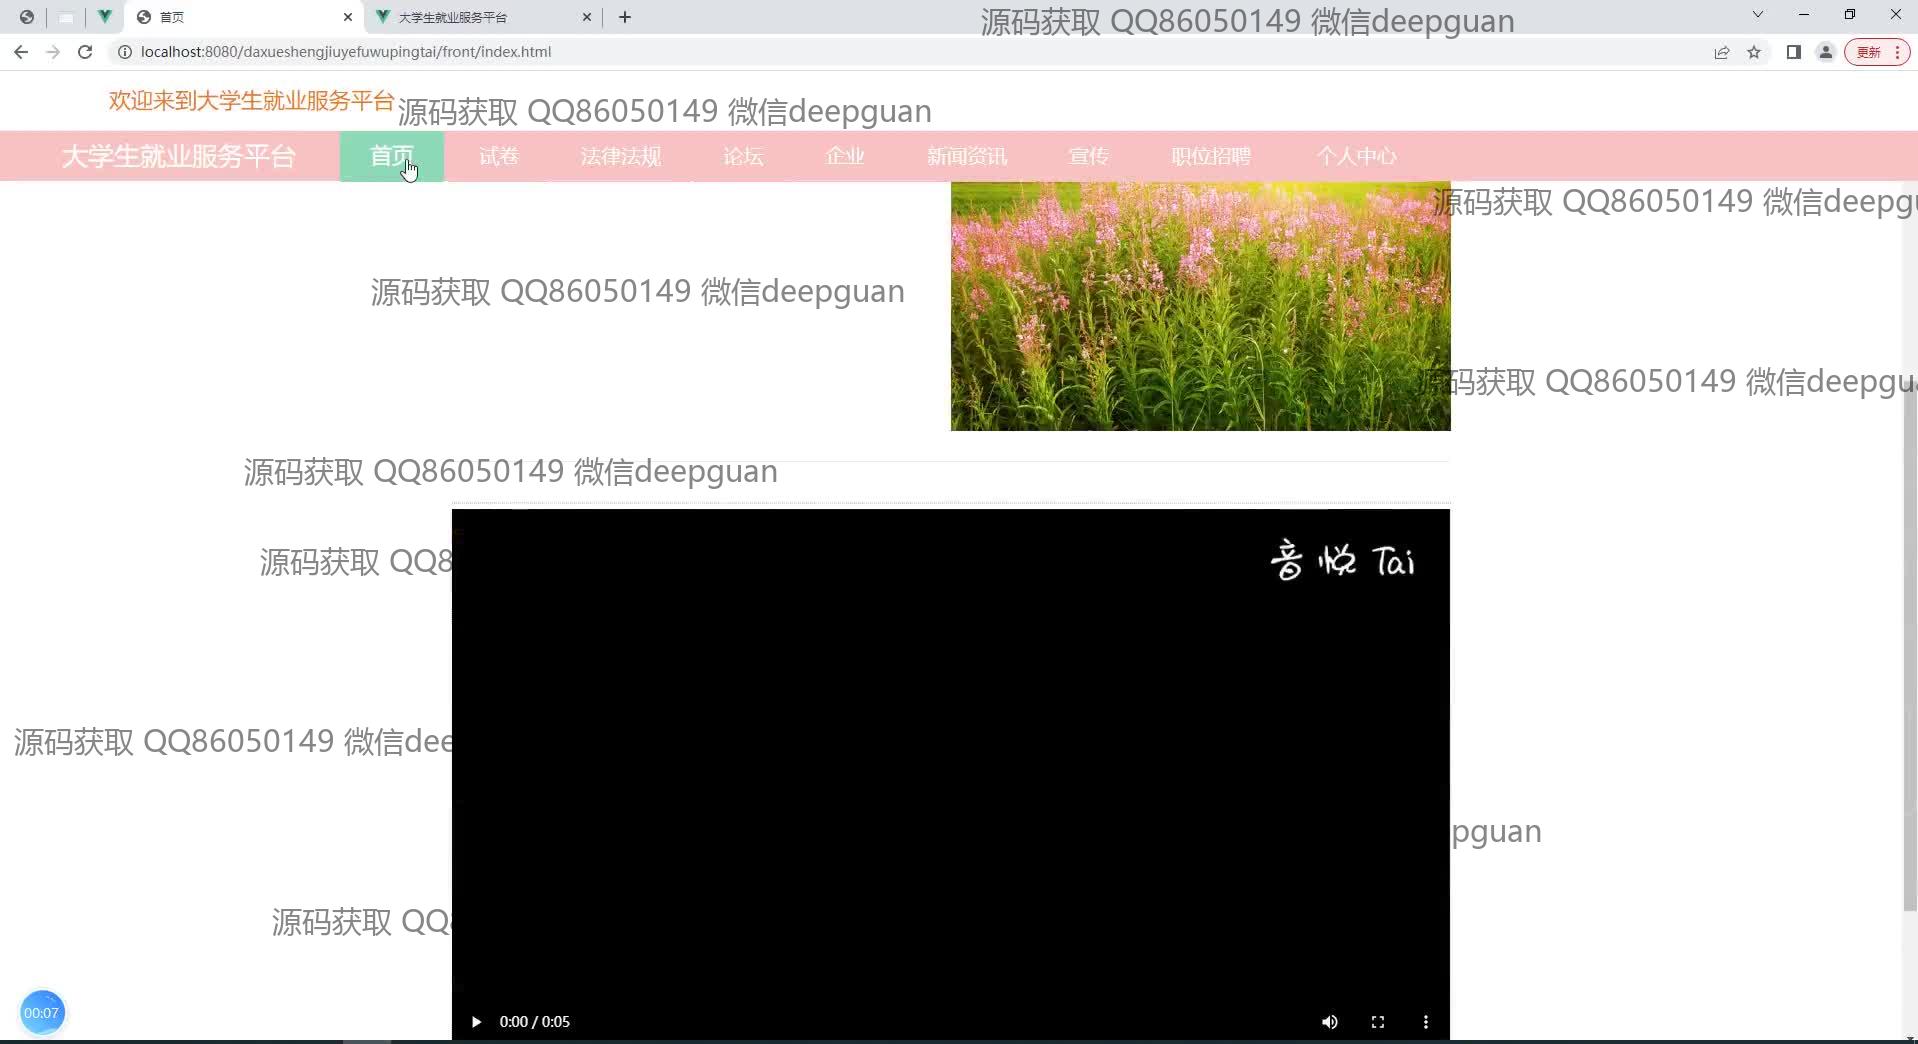 首页
大学生就业服务平台
源码获取 QQ86050149 微信deepguan
localhost:8080/daxueshengjiuyefuwupingtai/front/index.html
更新
欢迎来到大学生就业服务平台
源码获取 QQ86050149 微信deepguan
大学生就业服务平台 首页 试卷 法律法规 论坛 企业 新闻资讯 宣传 职位招聘 个人中心
源码获取 QQ86050149 微信deepgu
源码获取 QQ86050149 微信deepguan
源码获取 QQ86050149 微信deepgua
源码获取 QQ86050149 微信deepguan
音悦Tai
源码获取 QQ8
源码获取 QQ86050149 微信dee
pguan
源码获取 QQ8
00:07
0:00 / 0:05